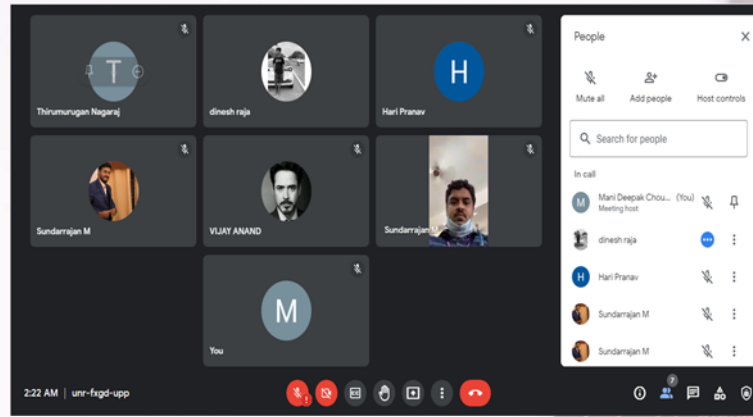 T
Thirumurugan Nagaraj
dinesh raja
H
Hari Pranav
Sundarrajan M
VIJAY ANAND
Sundarrajan M
M
You
2:22 AM | unr-fxgd-upp
CC
7
People
Mute all
Add people
Host controls
Search for people
In call
M
Mani Deepak Chou... (You)
Meeting host
dinesh raja
H
Hari Pranav
Sundarrajan M
Sundarrajan M